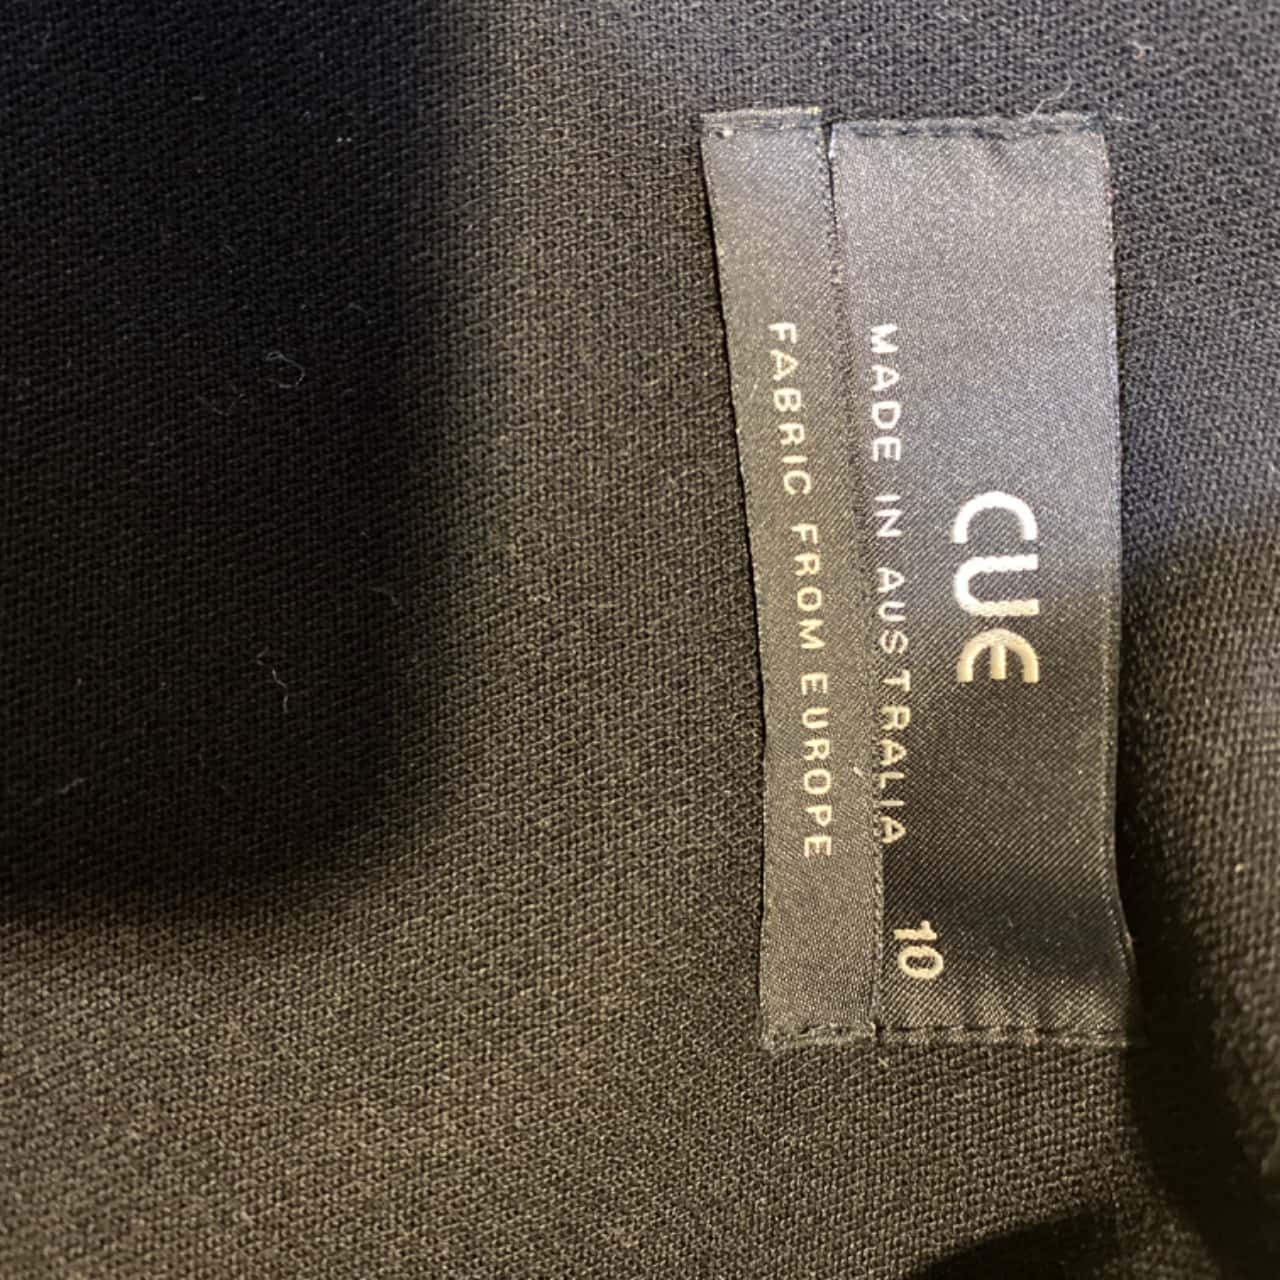 CUE
MADE IN AUSTRALIA
10
FABRIC FROM EUROPE